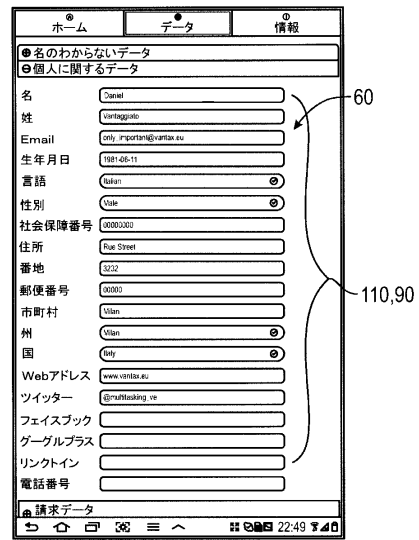 ホーム データ 情報
名のわからないデータ
個人に関するデータ
名 Daniel
姓 Vantaggiato
Email only_important@vantax.eu
生年月日 1981-06-11
言語 Italian
性別 Male
社会保障番号 00000000
住所 Rue Street
番地 3232
郵便番号 00000
市町村 Milan
州 Milan
国 Italy
Webアドレス www.vantax.eu
ツイッター @multitasking_ve
フェイスブック
グーグルプラス
リンクトイン
電話番号
請求データ
22:49
60
110,90